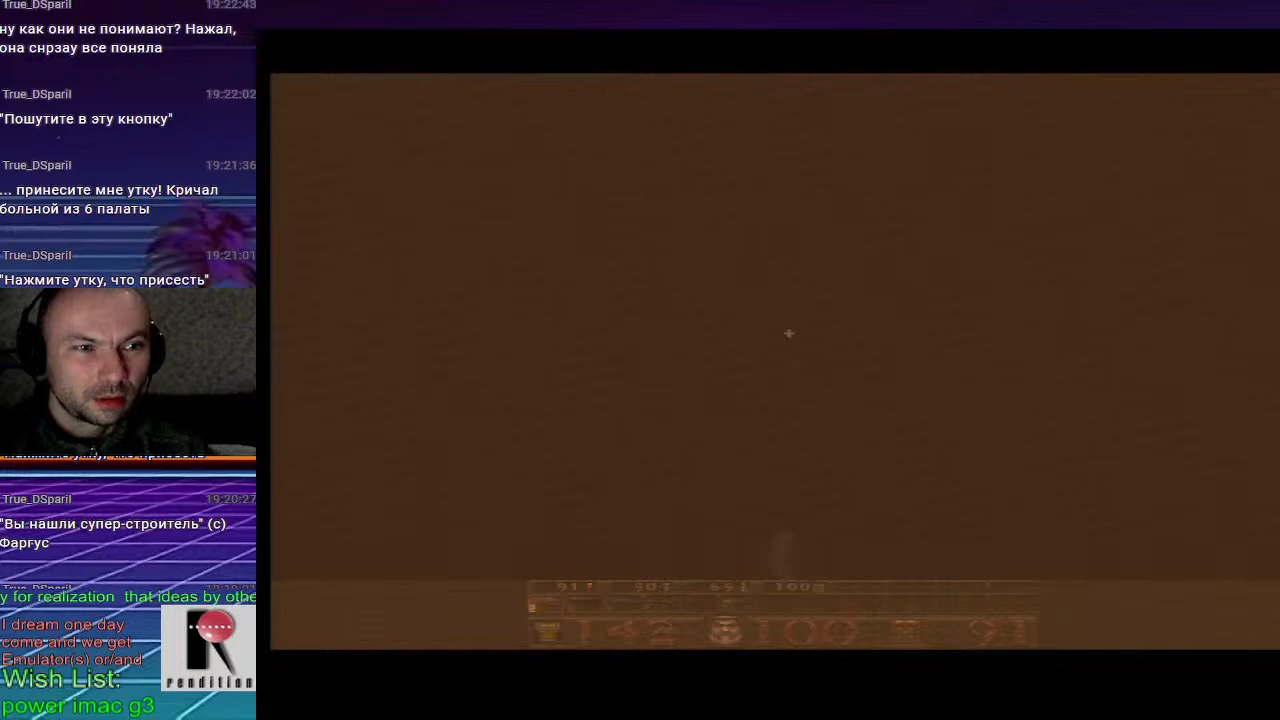 True_DSparil 19:22:43
ну как они не понимают? Нажал,
она снрзау все поняла
True_DSparil 19:22:02
"Пошутите в эту кнопку"
True_DSparil 19:21:36
... принесите мне утку! Кричал
больной из 6 палаты
True_DSparil 19:21:01
"Нажмите утку, что присесть"
True_DSparil 19:20:27
"Вы нашли супер-строитель" (с)
Фаргус
y for realization that ideas by othe
I dream one day
come and we get
Emulator(s) or/and
Wish List:
power imac g3
R
rendition
142 100 91